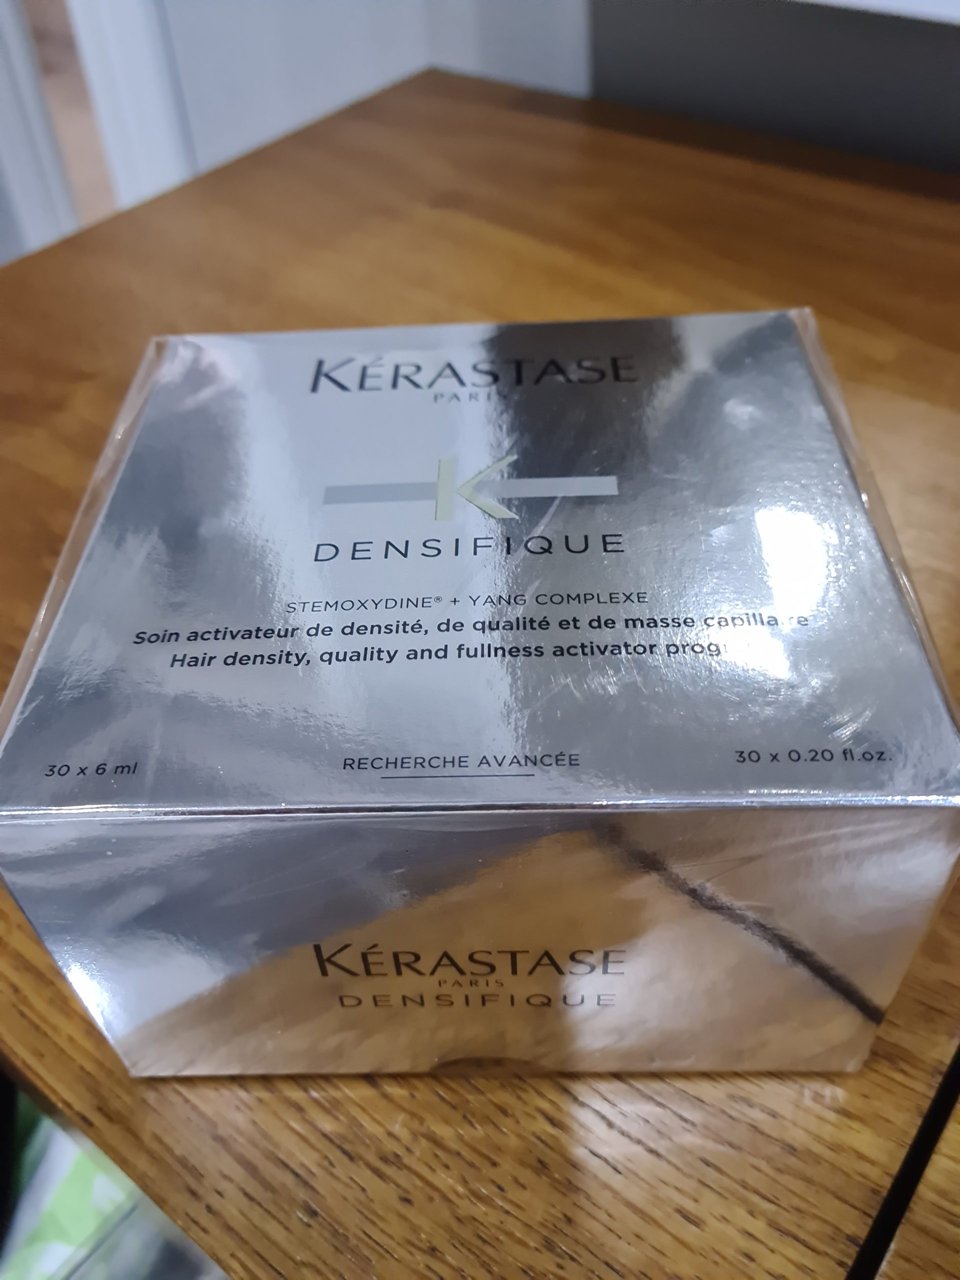 KÉRASTASE
PARIS
K
DENSIFIQUE
STEMOXYDINE® + YANG COMPLEXE
Soin activateur de densité, de qualité et de masse capillaire
Hair density, quality and fullness activator
30 x 6 ml
RECHERCHE AVANCÉE
30 x 0.20 fl.oz.
KÉRASTASE
PARIS
DENSIFIQUE